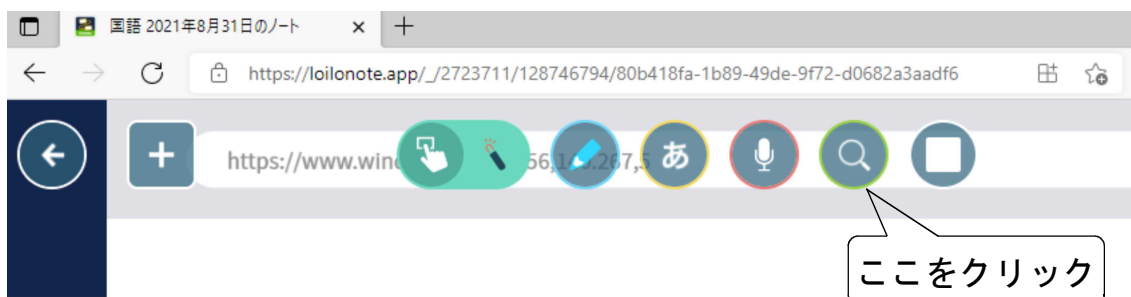 国語 2021年8月31日のノート
https://loilonote.app/_/2723711/128746794/80b418fa-1b89-49de-9f72-d0682a3aadf6
https://www.win
あ
ここをクリック